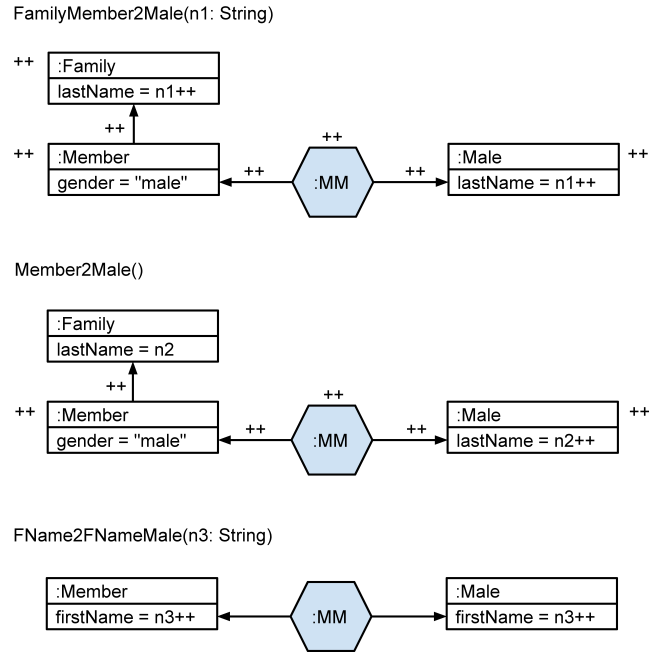 FamilyMember2Male(n1: String)
++
:Family
lastName = n1++
++
++
++
:Member
++
++
:Male
++
gender = "male"
:MM
lastName = n1++
Member2Male()
:Family
lastName = n2
++
++
++
:Member
++
++
:Male
++
gender = "male"
:MM
lastName = n2++
FName2FNameMale(n3: String)
:Member
:Male
firstName = n3++
:MM
firstName = n3++